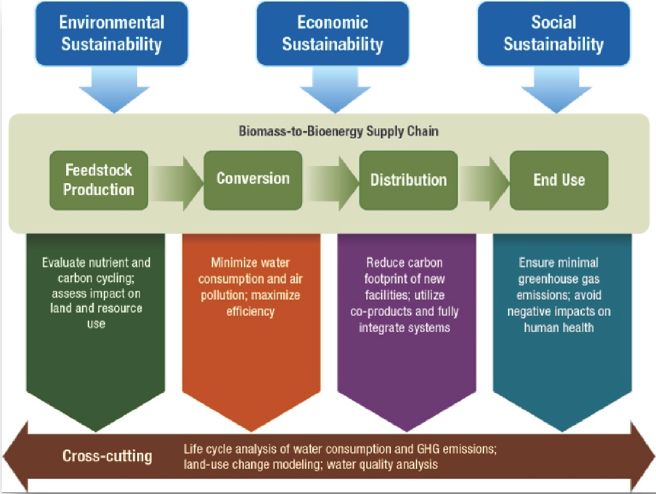 Environmental
Sustainability
Economic
Sustainability
Social
Sustainability
Biomass-to-Bioenergy Supply Chain
Feedstock
Production
Conversion
Distribution
End Use
Evaluate nutrient and
carbon cycling;
assess impact on
land and resource
use
Minimize water
consumption and air
pollution; maximize
efficiency
Reduce carbon
footprint of new
facilities; utilize
co-products and fully
integrate systems
Ensure minimal
greenhouse gas
emissions; avoid
negative impacts on
human health
Cross-cutting
Life cycle analysis of water consumption and GHG emissions;
land-use change modeling; water quality analysis